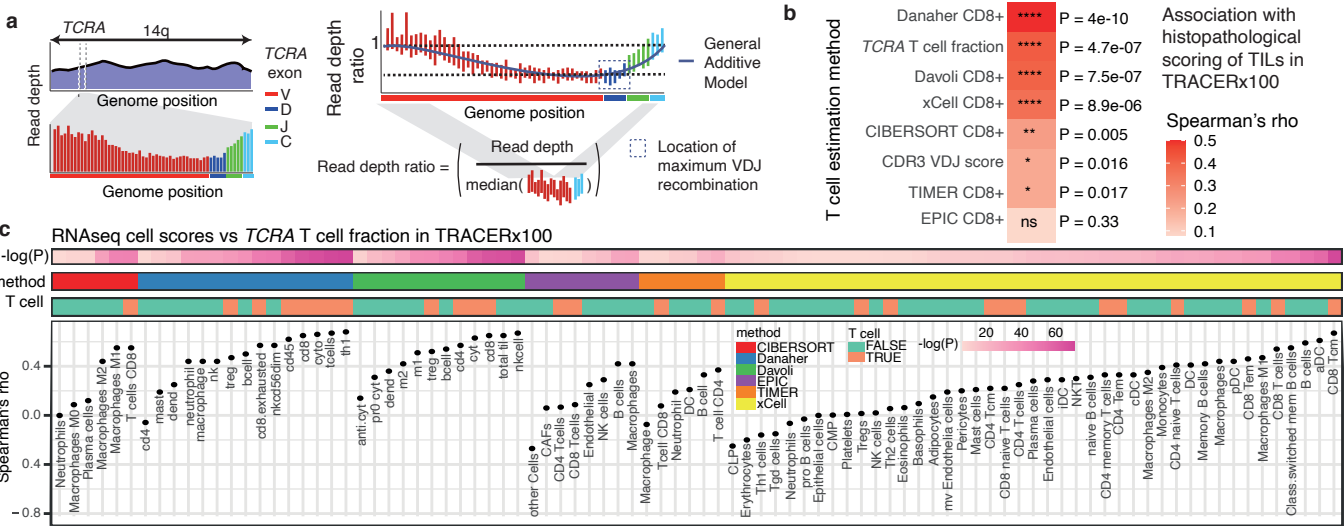 a
TCRA
14q
Read depth
Genome position
TCRA
exon
V
D
J
C
Genome position
Read depth
ratio
1
General
Additive
Model
Read depth ratio =
Read depth
median(
)
Location of
maximum VDJ
recombination
b
T cell estimation method
Danaher CD8+ **** P = 4e-10
TCRA T cell fraction **** P = 4.7e-07
Davoli CD8+ **** P = 7.5e-07
xCell CD8+ **** P = 8.9e-06
CIBERSORT CD8+ ** P = 0.005
CDR3 VDJ score * P = 0.016
TIMER CD8+ * P = 0.017
EPIC CD8+ ns P = 0.33
Association with
histopathological
scoring of TILs in
TRACERx100
Spearman's rho
0.5
0.4
0.3
0.2
0.1
c
RNAseq cell scores vs TCRA T cell fraction in TRACERx100
-log(P)
method
T cell
Spearman's rho
0.4
0.0
0.4
−0.8
Neutrophils
Macrophages M0
Plasma cells
Macrophages M2
Macrophages M1
T cells CD8
cd4
mast
dend
neutrophil
macrophage
nk
treg
bcell
cd8.exhausted
nkcd56dim
cd45
cd8
cyto
tcells
th1
anti.cyt
pr0 cyt
dend
m2
m1
treg
bcell
cd4
cyt
cd8
total til
nkcell
other Cells
CAFs
CD4 Tcells
CD8 Tcells
Endothelial
NK cells
B cells
Macrophages
Macrophage
Tcell CD8
Neutrophil
DC
B cell
T cell CD4
CLP
Erythrocytes
Th1 cells
Tgd cells
Neutrophils
pro B cells
Epithelial cells
CMP
Platelets
Tregs
NK cells
Th2 cells
Eosinophils
Basophils
Adipocytes
mv Endothelia cells
Pericytes
Mast cells
CD4 Tcm
CD8 naive T cells
CD4 T cells
Plasma cells
Endothelial cells
iDC
NKT
naive B cells
CD4 memory T cells
CD4 Tem
cDC
Macrophages M2
Monocytes
CD4 naive T cells
DC
Memory B cells
Macrophages
pDC
CD8 Tem
Macrophages M1
CD8 T cells
Class.switched mem B cells
B cells
aDC
CD8 Tcm
method
CIBERSORT
Danaher
Davoli
EPIC
TIMER
xCell
T cell
FALSE
TRUE
-log(P)
20 40 60